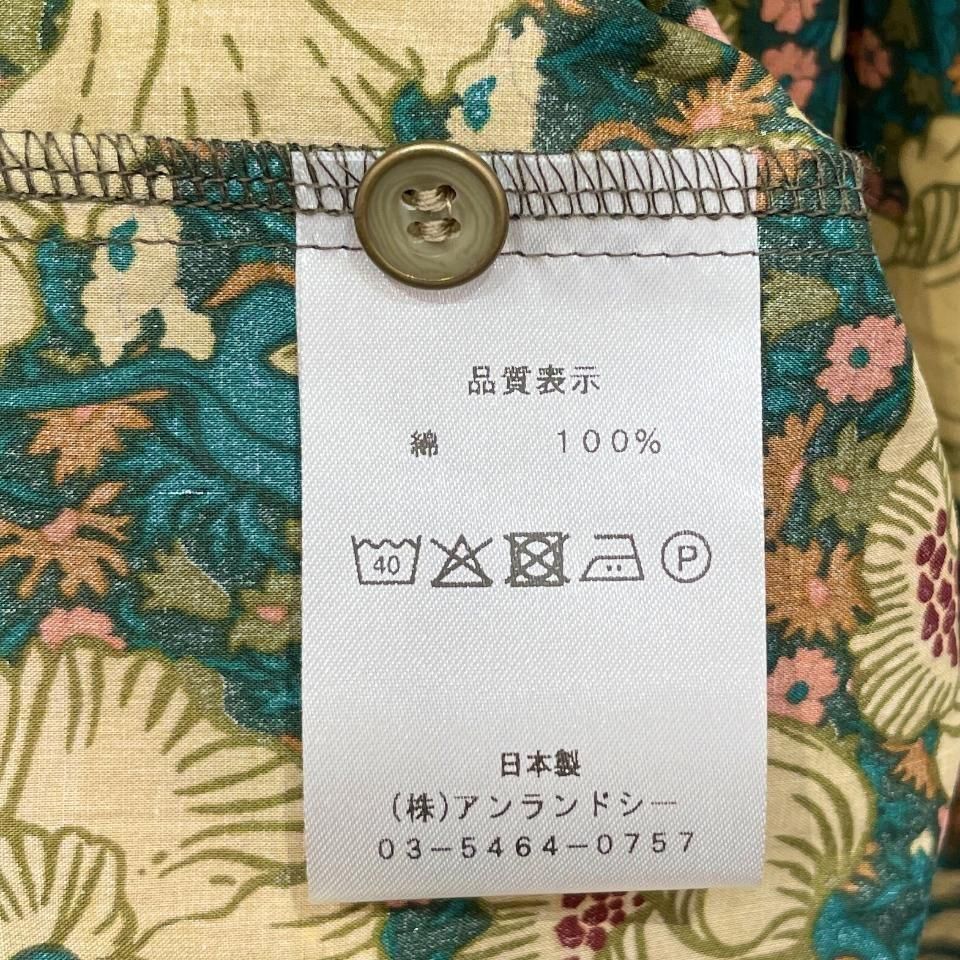 品質表示
綿 100%
40 P
日本製
(株)アンランドシー
03-5464-0757